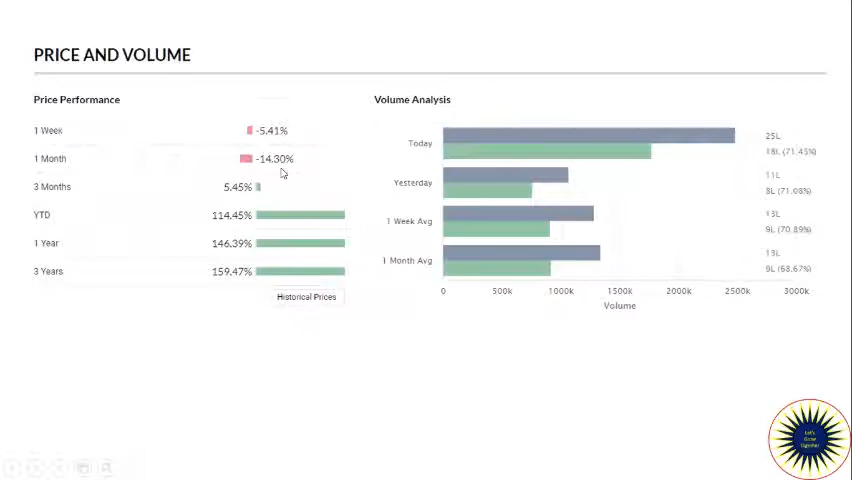 PRICE AND VOLUME
Price Performance
1 Week -5.41%
1 Month -14.30%
3 Months 5.45%
YTD 114.45%
1 Year 146.39%
3 Years 159.47%
Historical Prices
Volume Analysis
Today 25L
18L (71.45%)
Yesterday 11L
8L (71.08%)
1 Week Avg 13L
9L (70.89%)
1 Month Avg 13L
9L (68.67%)
0 500k 1000k 1500k 2000k 2500k 3000k
Volume
Let's
Grow
Together